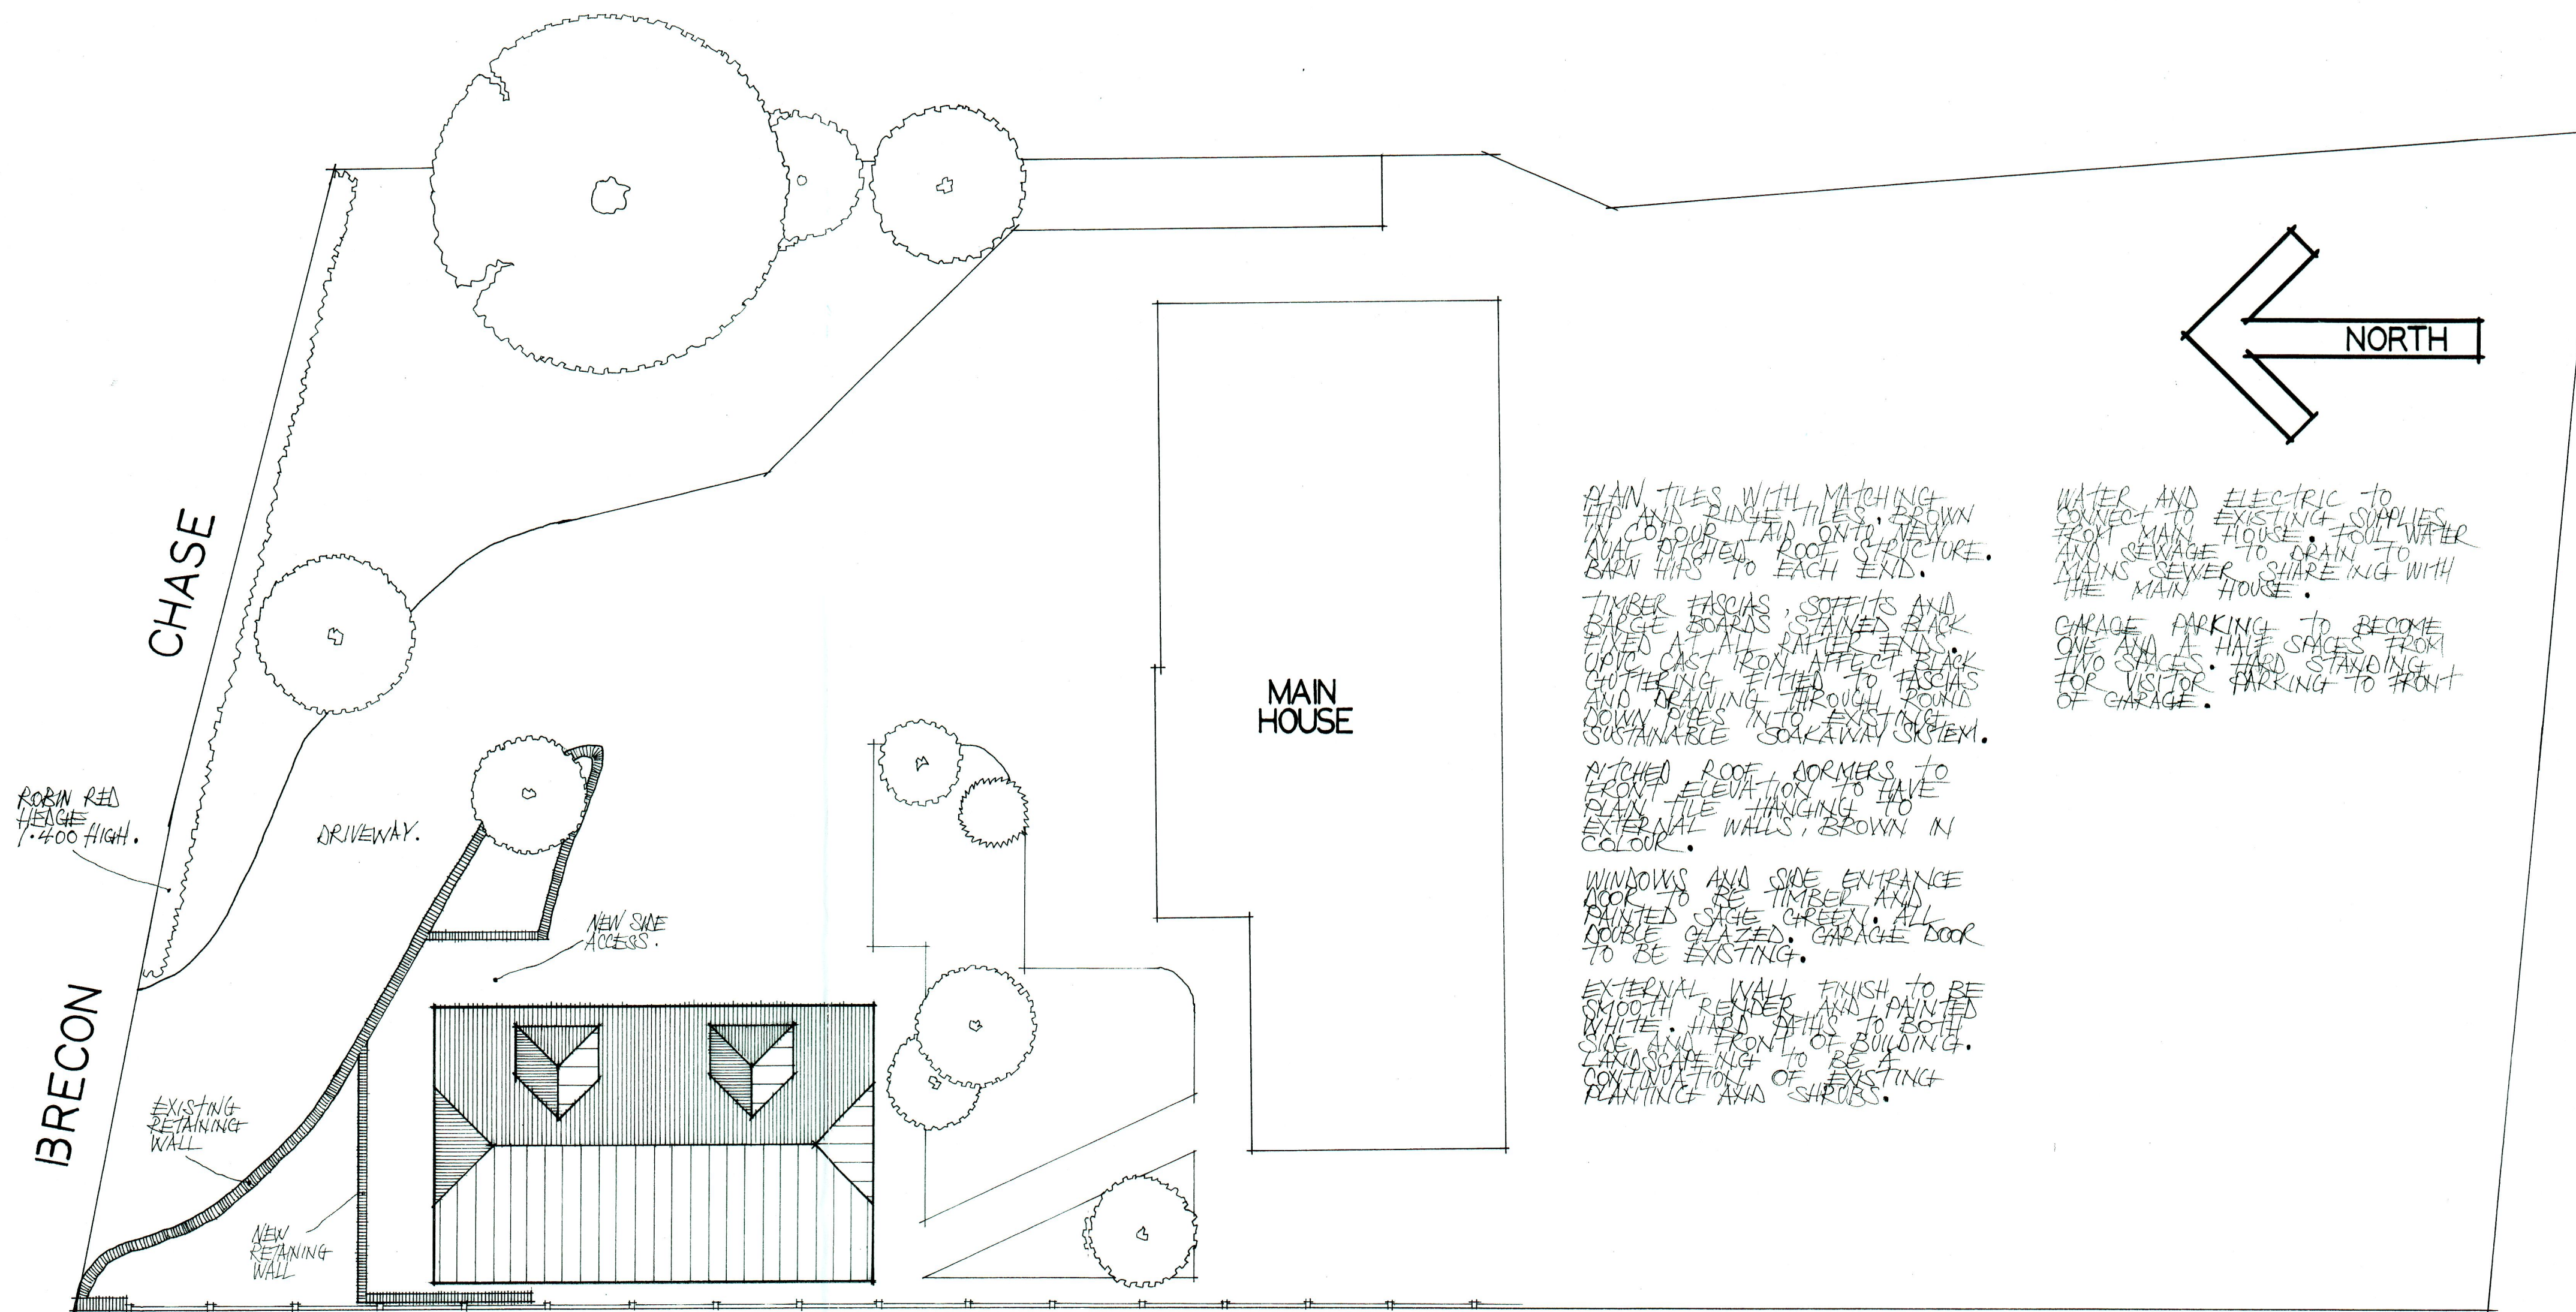 NORTH
CHASE
BRECON
ROBIN RED
HEDGE
1.400 HIGH.
DRIVEWAY.
NEW SIDE
ACCESS.
EXISTING
RETAINING
WALL
NEW
RETAINING
WALL
MAIN
HOUSE
PLAIN TILES WITH MATCHING
HIP AND RIDGE TILES, BROWN
IN COLOUR LAID ONTO NEW
DUAL PITCHED ROOF STRUCTURE.
BARN HIPS TO EACH END.
TIMBER FASCIAS, SOFFITS AND
BARGE BOARDS STAINED BLACK
FIXED AT ALL RAFTER ENDS.
UPVC CAST IRON AFFECT BLACK
GUTTERING FITTED TO FASCIAS
AND DRAINING THROUGH ROUND
DOWN PIPES INTO EXISTING
SUSTAINABLE SOAKAWAY SYSTEM.
PITCHED ROOF DORMERS TO
FRONT ELEVATION TO HAVE
PLAIN TILE HANGING TO
EXTERNAL WALLS, BROWN IN
COLOUR.
WINDOWS AND SIDE ENTRANCE
DOOR TO BE TIMBER AND
PAINTED SAGE GREEN. ALL
DOUBLE GLAZED. GARAGE DOOR
TO BE EXISTING.
EXTERNAL WALL FINISH TO BE
SMOOTH RENDER AND PAINTED
WHITE. HARD PATHS TO BOTH
SIDE AND FRONT OF BUILDING.
LANDSCAPEING TO BE A
CONTINUATION OF EXISTING
PLANTING AND SHRUBS.
WATER AND ELECTRIC TO
CONNECT TO EXISTING SUPPLIES
FROM MAIN HOUSE. FOUL WATER
AND SEWAGE TO DRAIN TO
MAINS SEWER SHAREING WITH
THE MAIN HOUSE.
GARAGE PARKING TO BECOME
ONE AND A HALF SPACES FROM
TWO SPACES. HARD STANDING
FOR VISITOR PARKING TO FRONT
OF GARAGE.